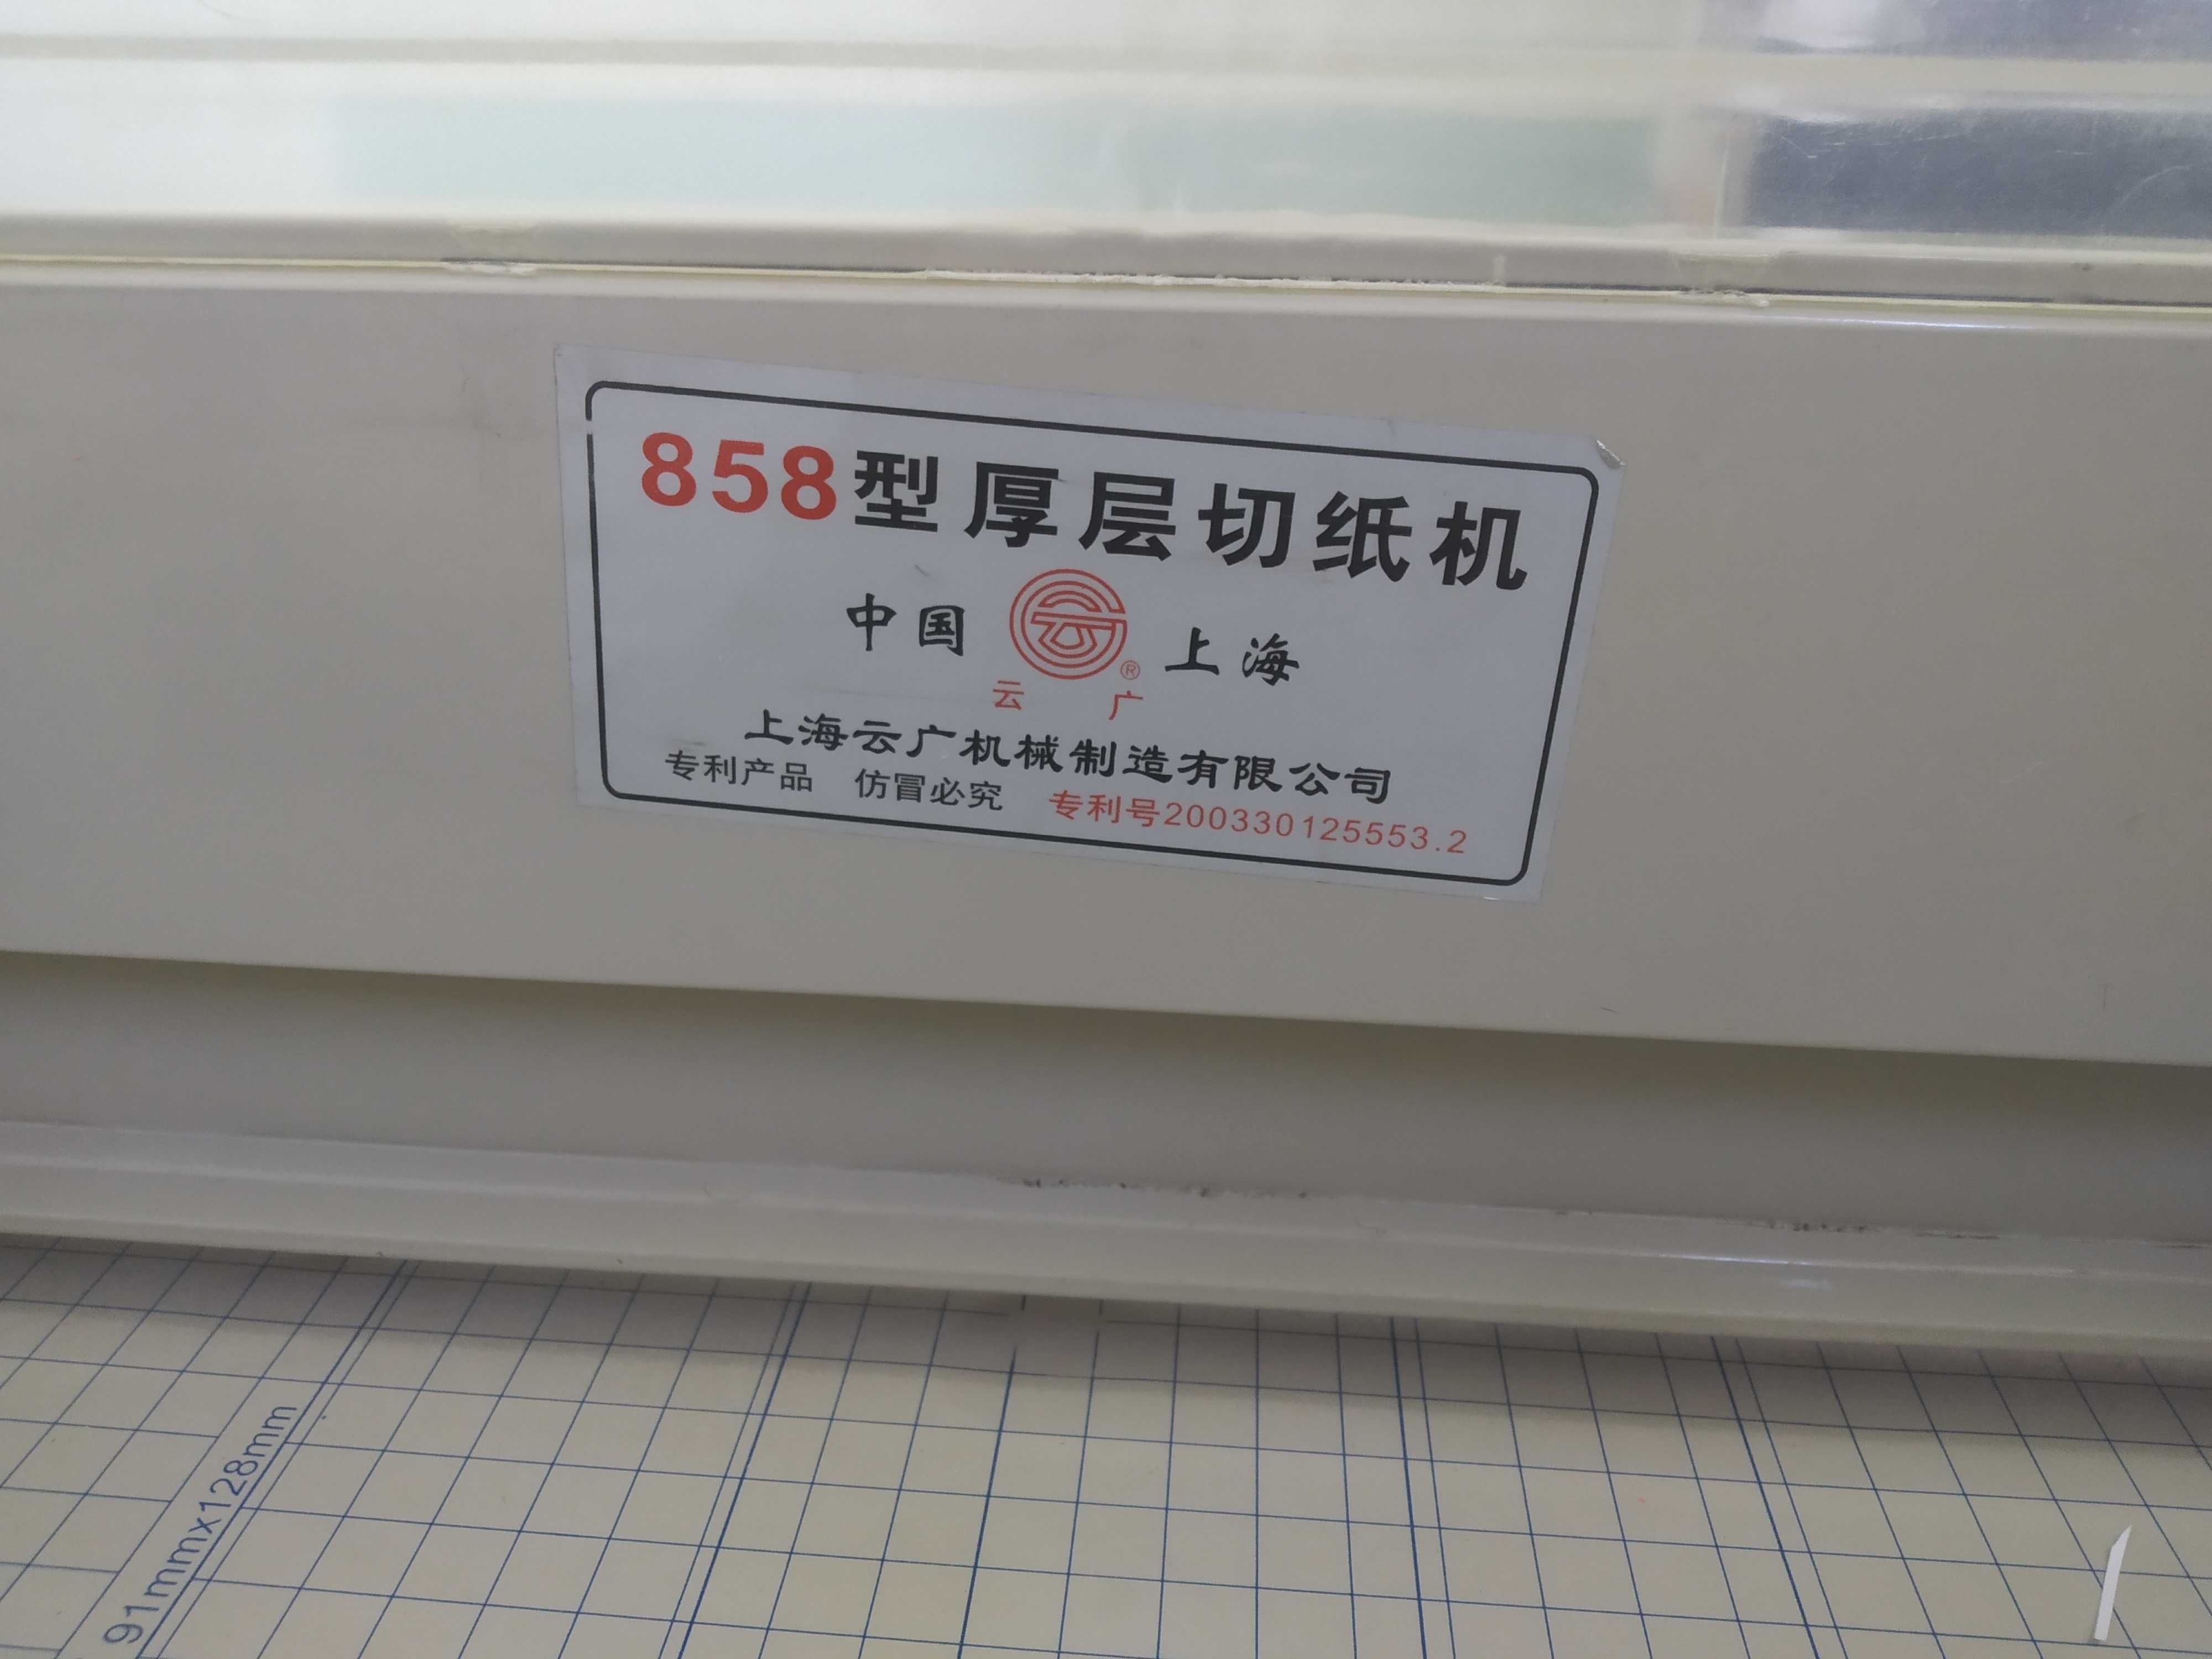 858型厚层切纸机
中国 ® 上海
云 广
上海云广机械制造有限公司
专利产品 仿冒必究 专利号200330125553.2
91mmx128mm